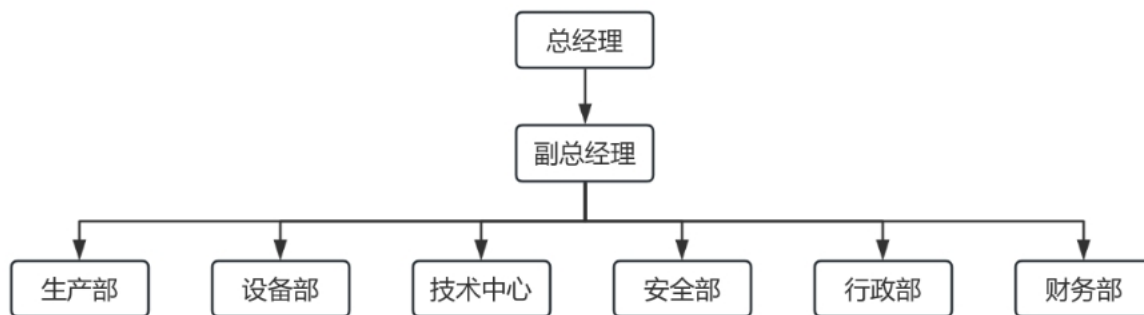 总经理
副总经理
生产部
设备部
技术中心
安全部
行政部
财务部